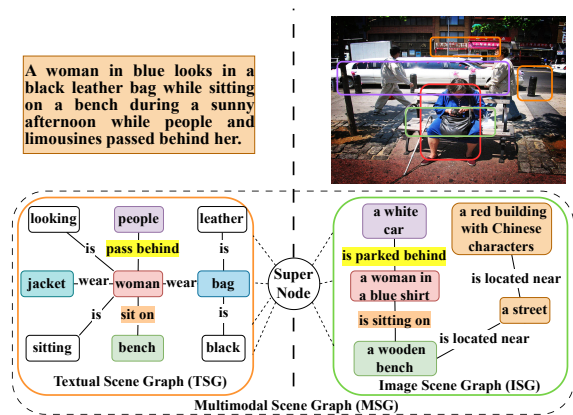 A woman in blue looks in a
black leather bag while sitting
on a bench during a sunny
afternoon while people and
limousines passed behind her.
looking
people
leather
is
pass behind
is
jacket
wear
woman
wear
bag
is
sit on
is
sitting
bench
black
Textual Scene Graph (TSG)
Super
Node
a white
car
a red building
with Chinese
characters
is parked behind
is located near
a woman in
a blue shirt
a street
is sitting on
is located near
a wooden
bench
Image Scene Graph (ISG)
Multimodal Scene Graph (MSG)